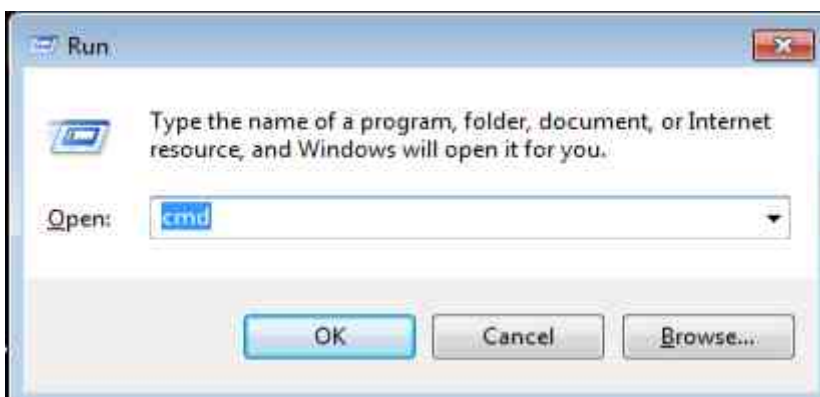 Run
Type the name of a program, folder, document, or Internet
resource, and Windows will open it for you.
Open: cmd
OK Cancel Browse...